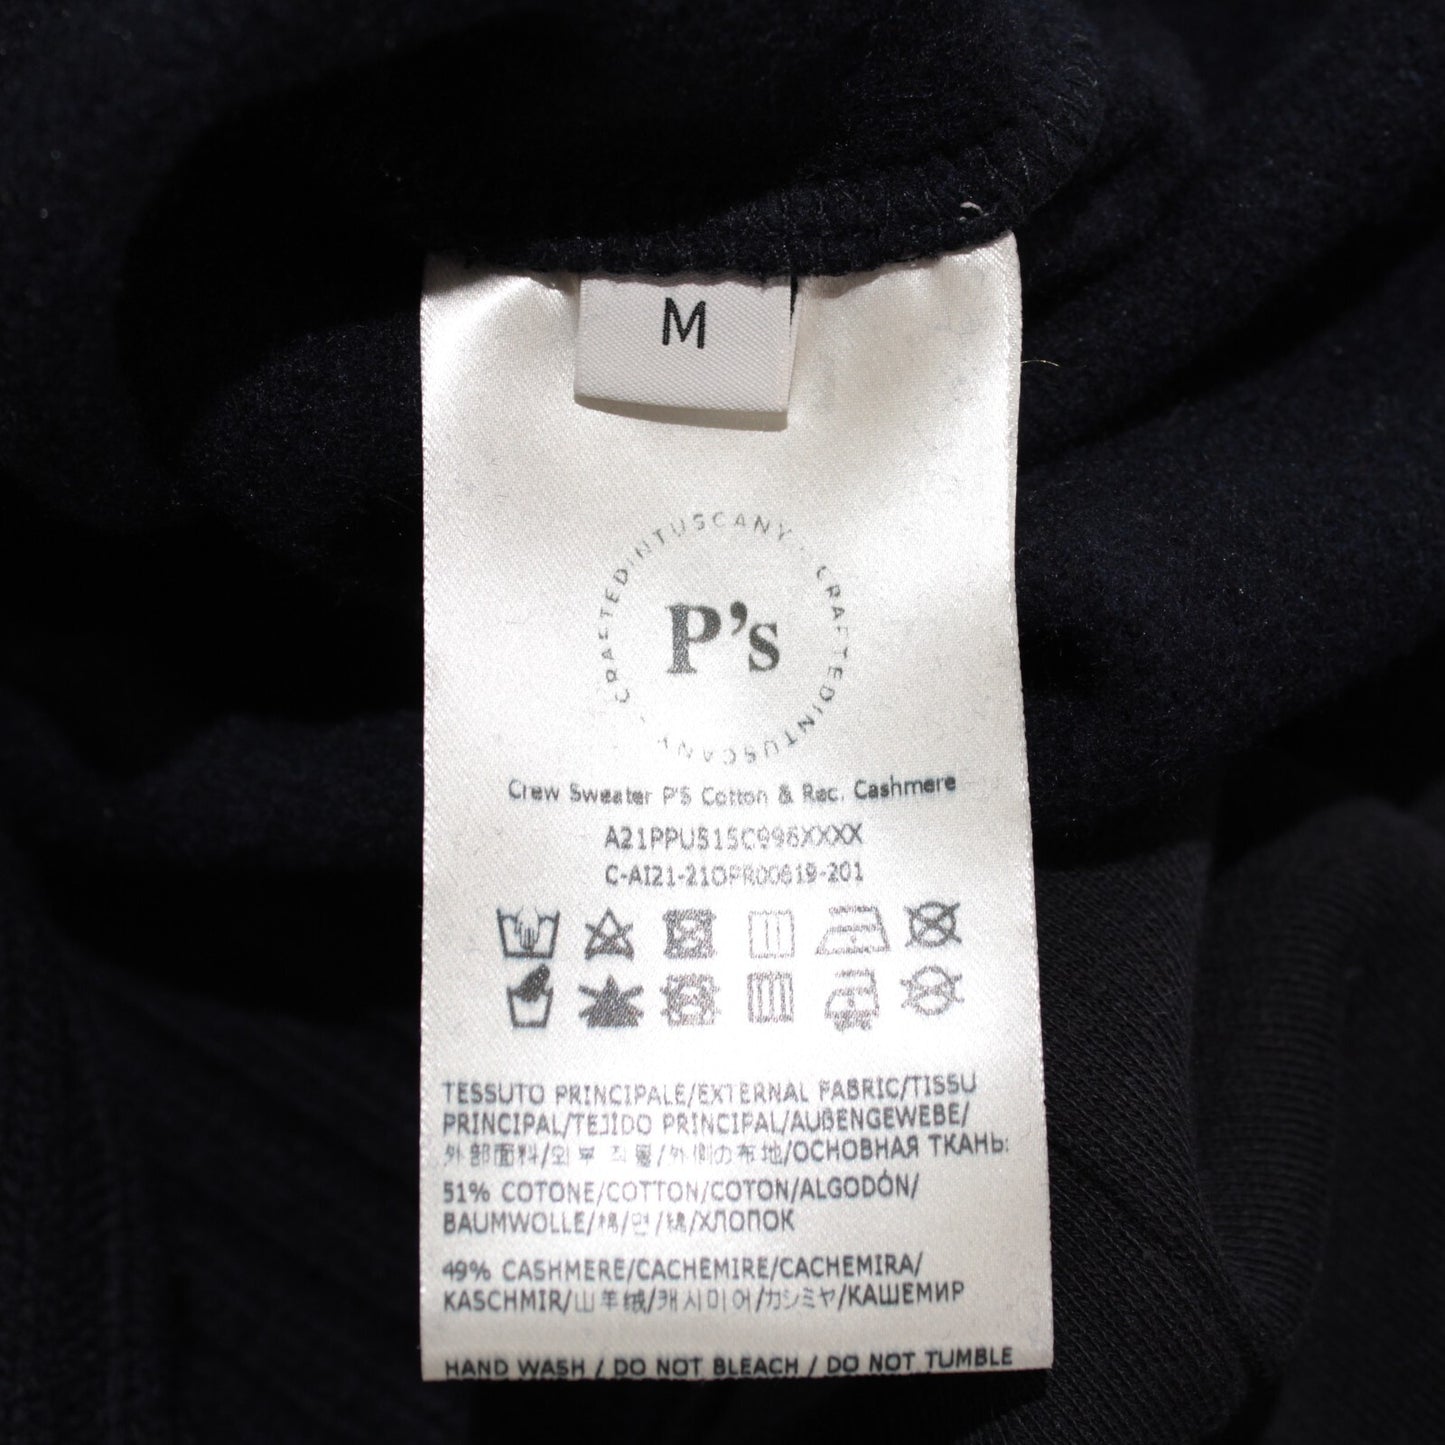 M
CRAFTEDINTUSCANY · CRAFTEDINTUSCANY ·
P's
Crew Sweater P'S Cotton & Rec. Cashmere
A21PPU515C996XXXX
C-AI21-21OPR00619-201
TESSUTO PRINCIPALE/EXTERNAL FABRIC/TISSU
PRINCIPAL/TEJIDO PRINCIPAL/AUßENGEWEBE/
外部面料/외부 직물/外側の布地/ОСНОВНАЯ ТКАНЬ:
51% COTONE/COTTON/COTON/ALGODÓN/
BAUMWOLLE/棉/면/綿/ХЛОПОК
49% CASHMERE/CACHEMIRE/CACHEMIRA/
KASCHMIR/山羊绒/캐시미어/カシミヤ/КАШЕМИР
HAND WASH / DO NOT BLEACH / DO NOT TUMBLE